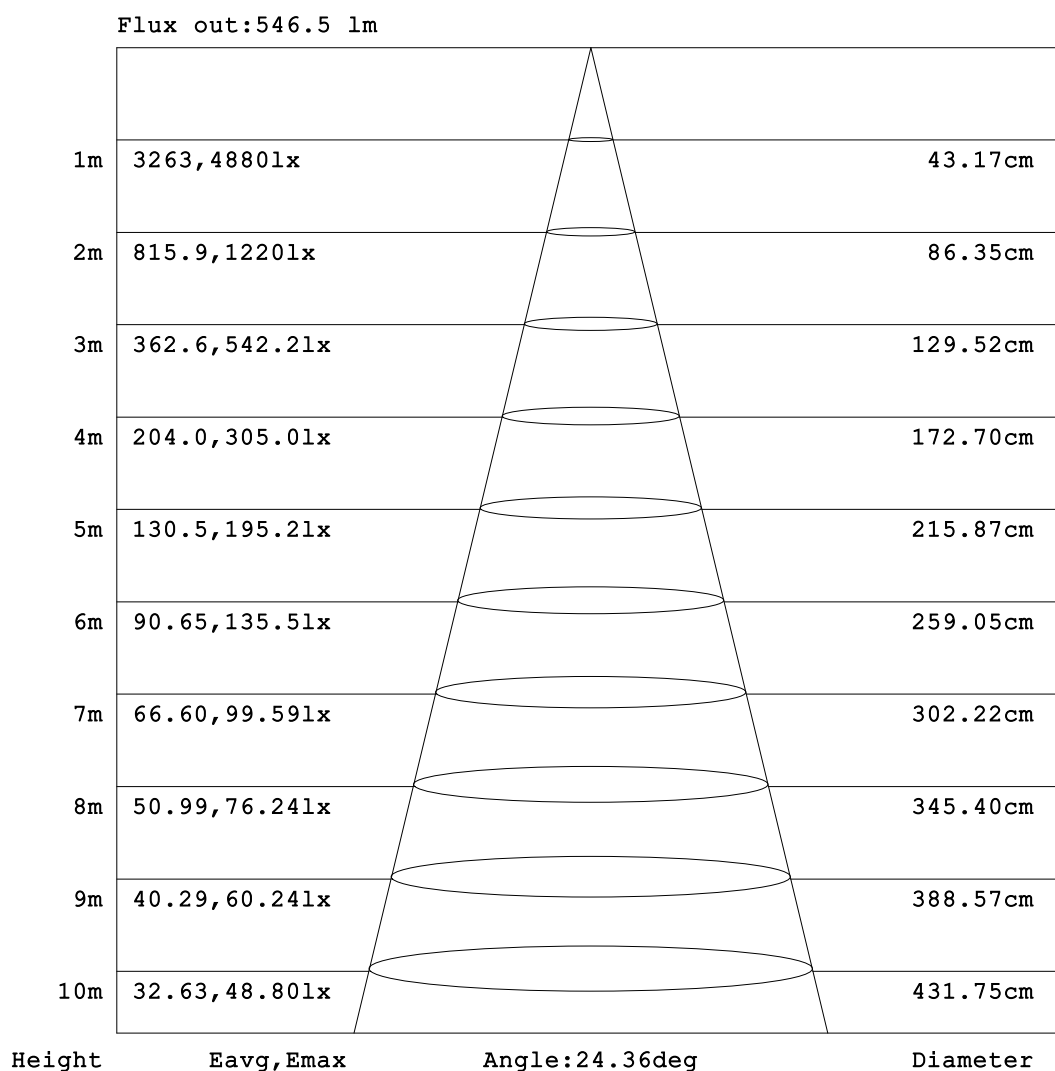 Flux out:546.5 lm
1m 3263,4880lx 43.17cm
2m 815.9,1220lx 86.35cm
3m 362.6,542.2lx 129.52cm
4m 204.0,305.0lx 172.70cm
5m 130.5,195.2lx 215.87cm
6m 90.65,135.5lx 259.05cm
7m 66.60,99.59lx 302.22cm
8m 50.99,76.24lx 345.40cm
9m 40.29,60.24lx 388.57cm
10m 32.63,48.80lx 431.75cm
Height Eavg,Emax Angle:24.36deg Diameter